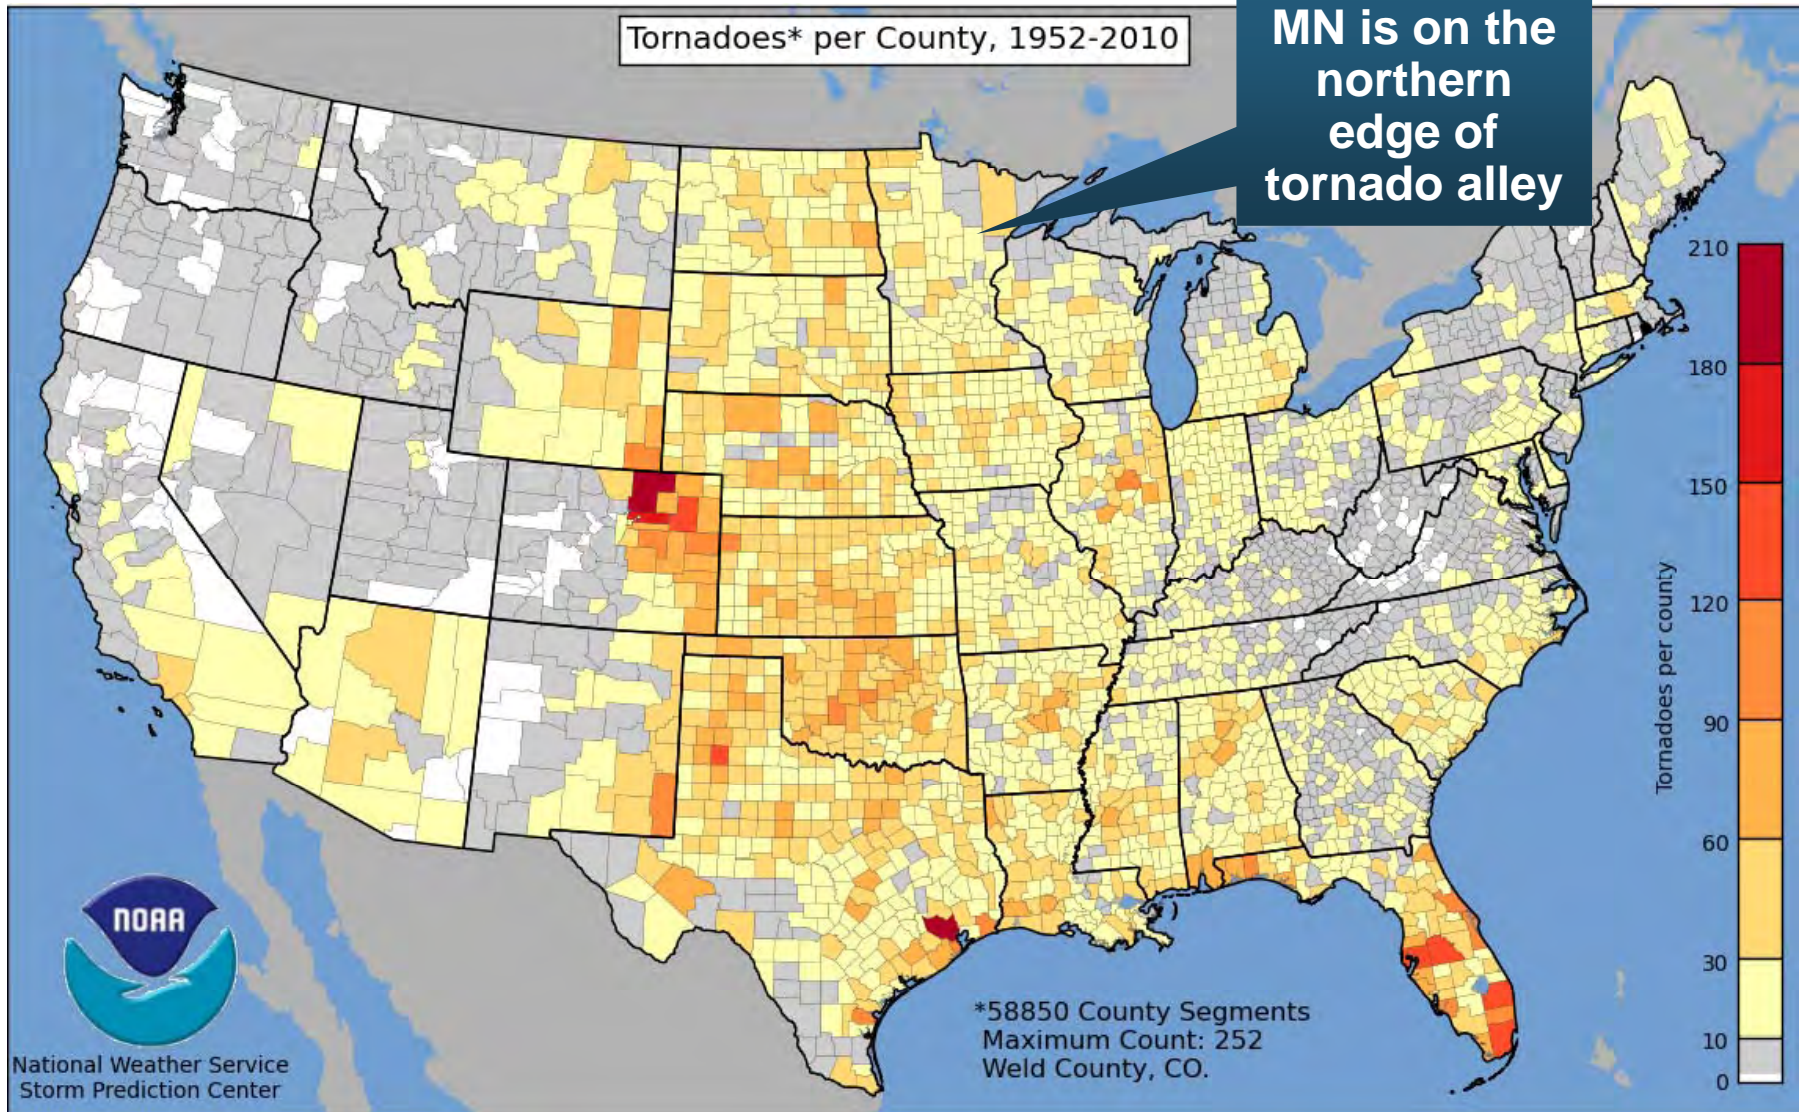 Tornadoes* per County, 1952-2010
MN is on the
northern
edge of
tornado alley
210
180
150
120
90
60
30
10
0
Tornadoes per county
NOAA
National Weather Service
Storm Prediction Center
*58850 County Segments
Maximum Count: 252
Weld County, CO.